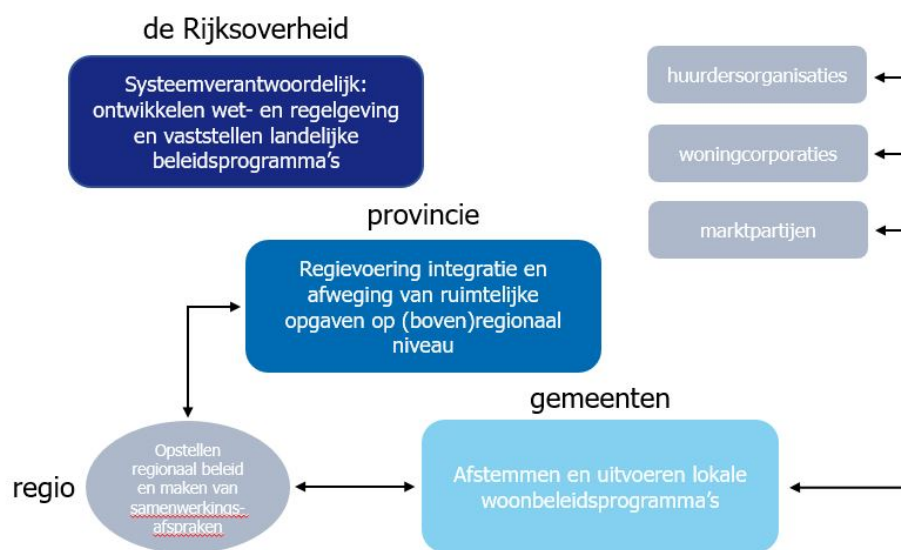 de Rijksoverheid
Systeemverantwoordelijk:
ontwikkelen wet- en regelgeving
en vaststellen landelijke
beleidsprogramma's
huurdersorganisaties
woningcorporaties
marktpartijen
provincie
Regievoering integratie en
afweging van ruimtelijke
opgaven op (boven)regionaal
niveau
gemeenten
Afstemmen en uitvoeren lokale
woonbeleidsprogramma's
regio
Opstellen
regionaal beleid
en maken van
samenwerkings-
afspraken